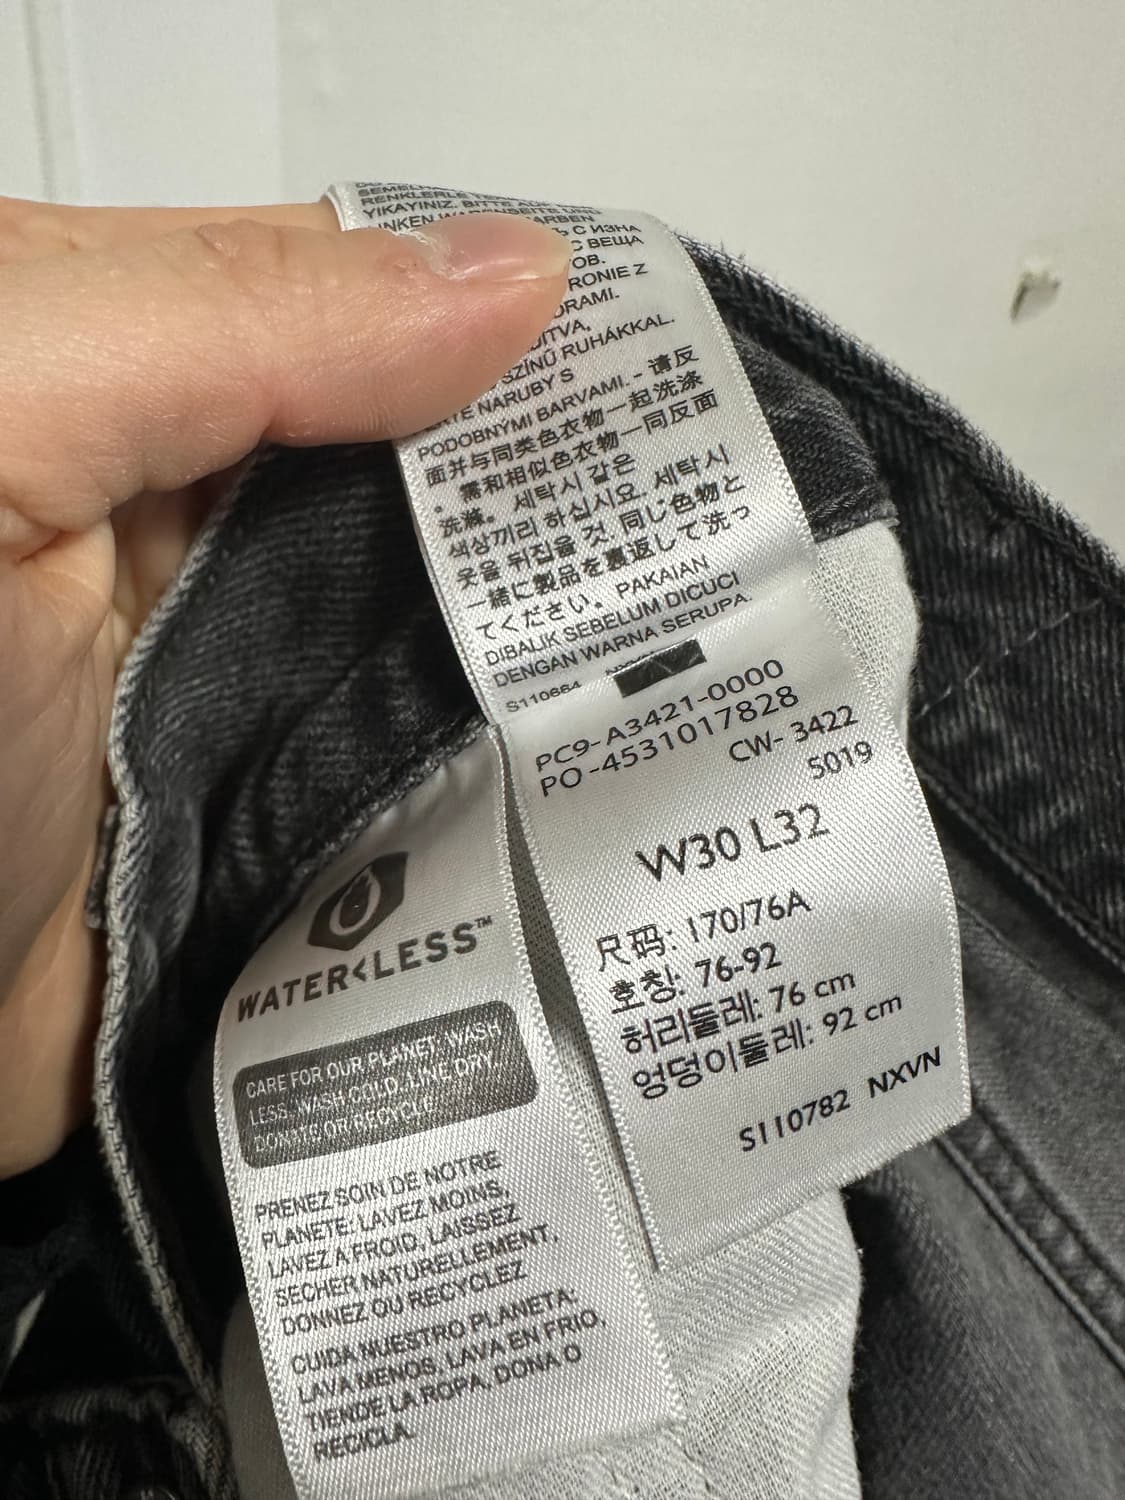 RENKLERLE
YIKAYINIZ. BITTE AUF
UND
С ИЗНА
С ВЕЩА
ОВ.
RONIE Z
ORAMI.
SZÍNŰ RUHÁKKAL.
NARUBY S
PODOBNÝMI BARVAMI. - 请反
面并与同类色衣物一起洗涤
。需和相似色衣物一同反面
洗滌。세탁시 같은
색상끼리 하십시요. 세탁시
옷을 뒤집을 것. 同じ色物と
一緒に製品を裏返して洗っ
てください。PAKAIAN
DIBALIK SEBELUM DICUCI
DENGAN WARNA SERUPA.
S110664
PC9-A3421-0000
PO-4531017828
CW- 3422
5019
W30 L32
尺码: 170/76A
호칭: 76-92
허리둘레: 76 cm
엉덩이둘레: 92 cm
S110782 NXVN
WATER<LESS™
CARE FOR OUR PLANET: WASH
LESS, WASH COLD, LINE DRY,
DONATE OR RECYCLE.
PRENEZ SOIN DE NOTRE
PLANETE: LAVEZ MOINS,
LAVEZ A FROID, LAISSEZ
SECHER NATURELLEMENT,
DONNEZ OU RECYCLEZ
CUIDA NUESTRO PLANETA:
LAVA MENOS, LAVA EN FRIO,
TIENDE LA ROPA, DONA O
RECICLA.